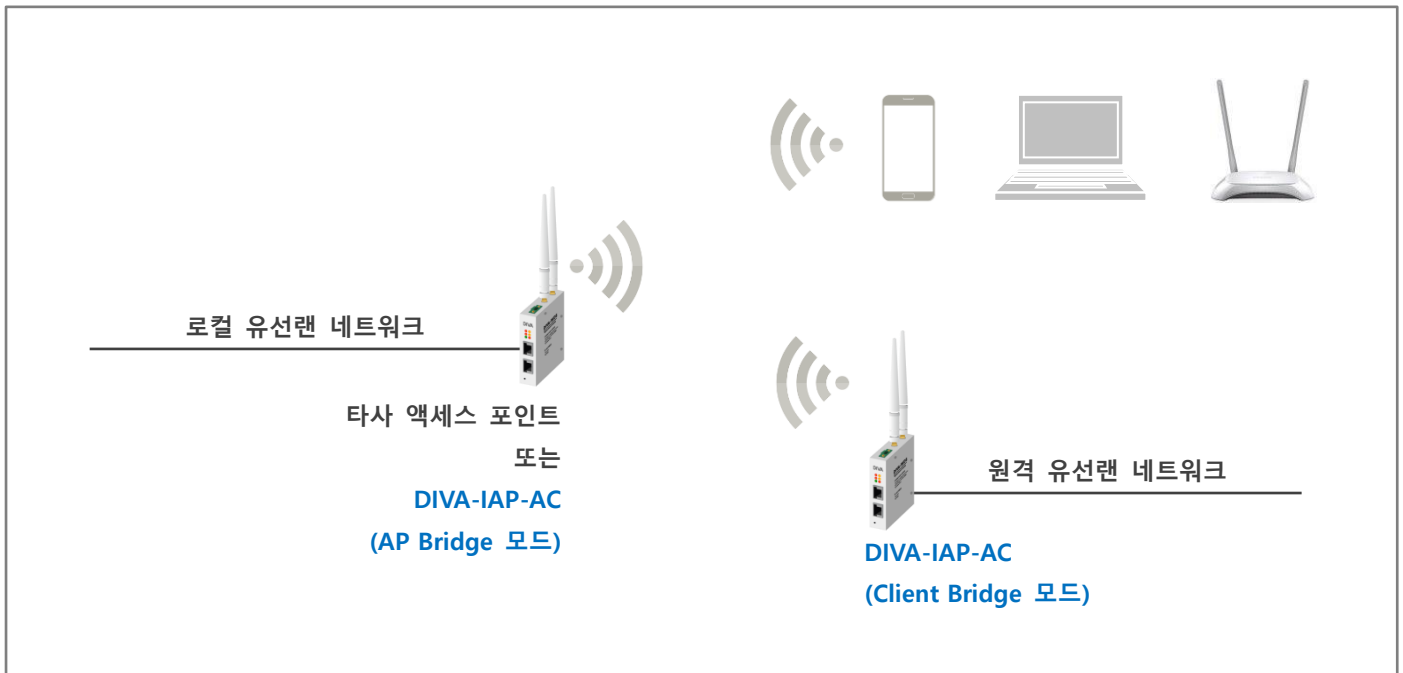 로컬 유선랜 네트워크
DIVA
타사 액세스 포인트
또는
DIVA-IAP-AC
(AP Bridge 모드)
DIVA
원격 유선랜 네트워크
DIVA-IAP-AC
(Client Bridge 모드)